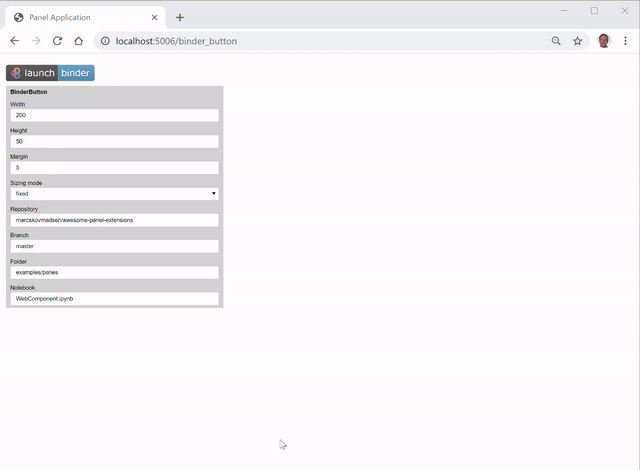 Panel Application
localhost:5006/binder_button
launch binder
BinderButton
Width
200
Height
50
Margin
5
Sizing mode
fixed
Repository
marcskovmadsen/awesome-panel-extensions
Branch
master
Folder
examples/panes
Notebook
WebComponent.ipynb